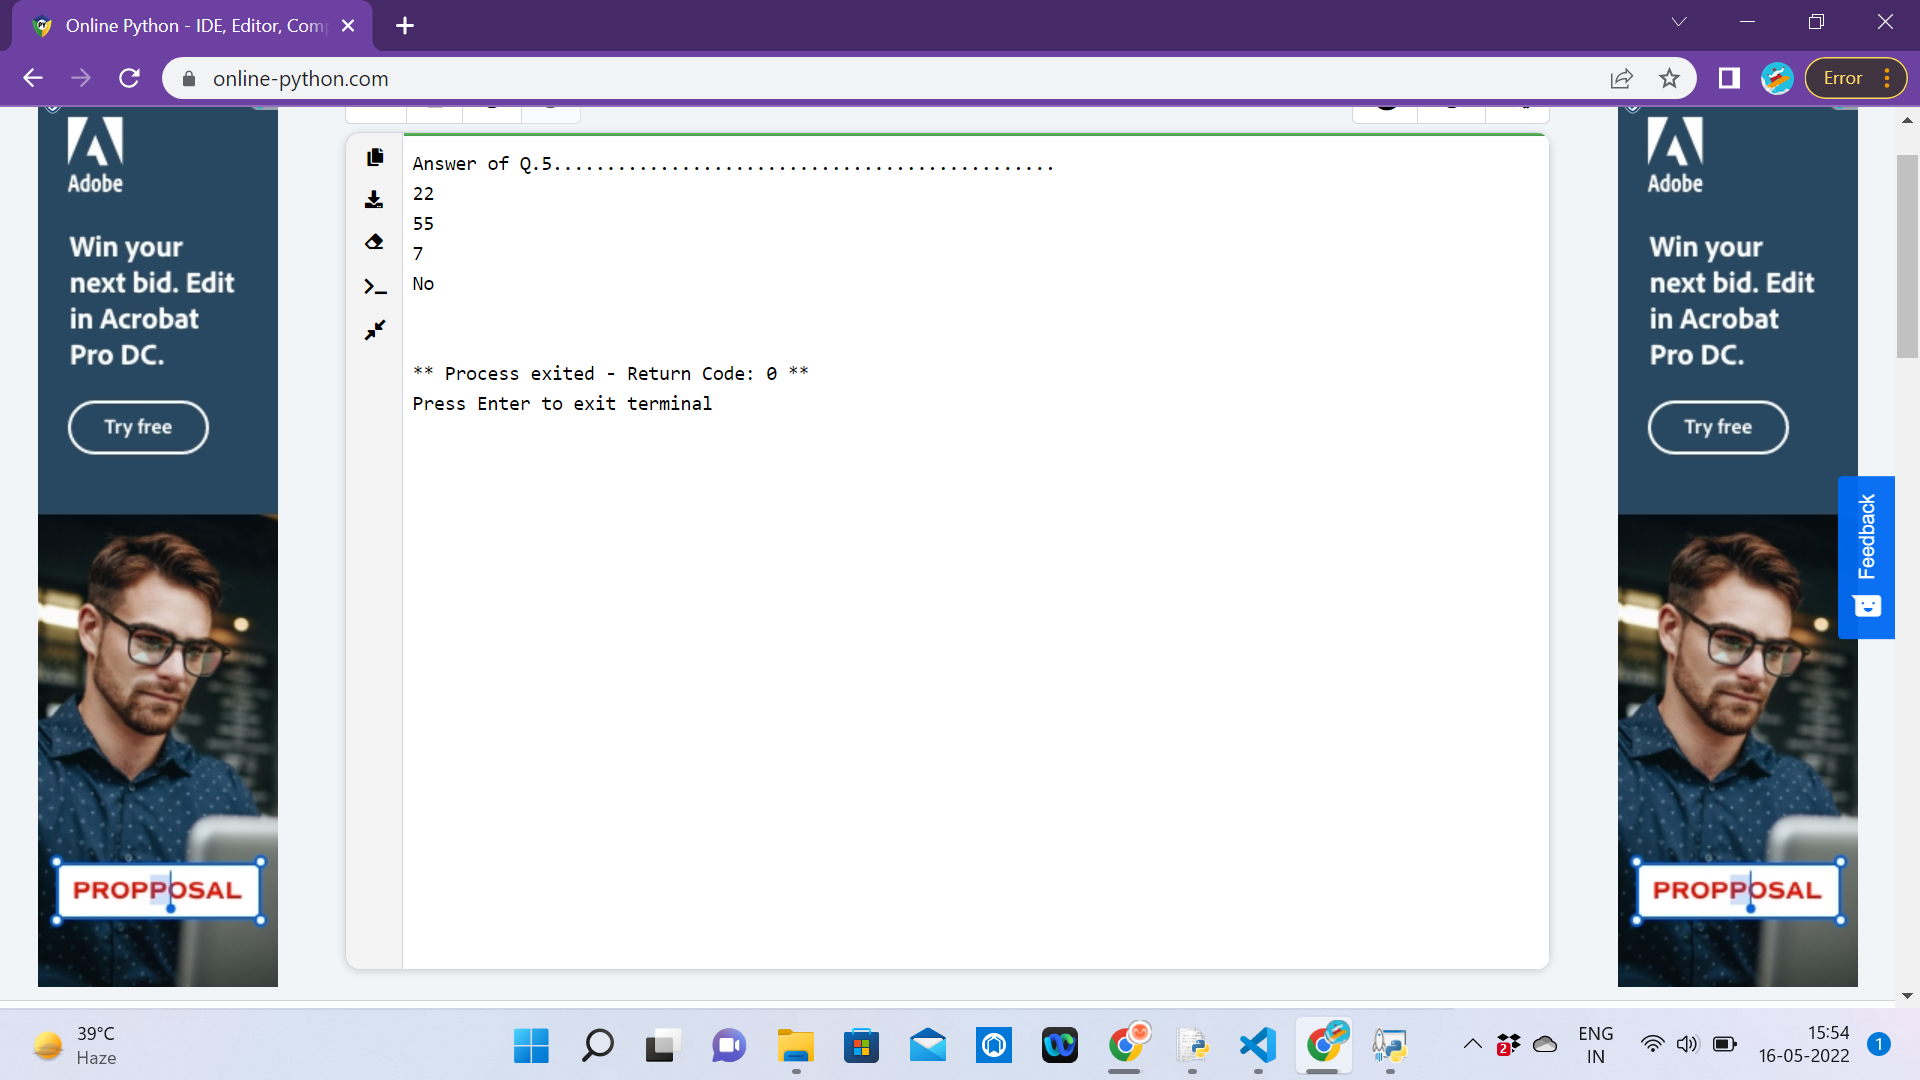 Online Python - IDE, Editor, Com
online-python.com
Error
Adobe
Win your
next bid. Edit
in Acrobat
Pro DC.
Try free
PROPPOSAL
Answer of Q.5...............................................
22
55
7
No
** Process exited - Return Code: 0 **
Press Enter to exit terminal
Adobe
Win your
next bid. Edit
in Acrobat
Pro DC.
Try free
PROPPOSAL
Feedback
39°C
Haze
2
ENG
IN
15:54
16-05-2022
1